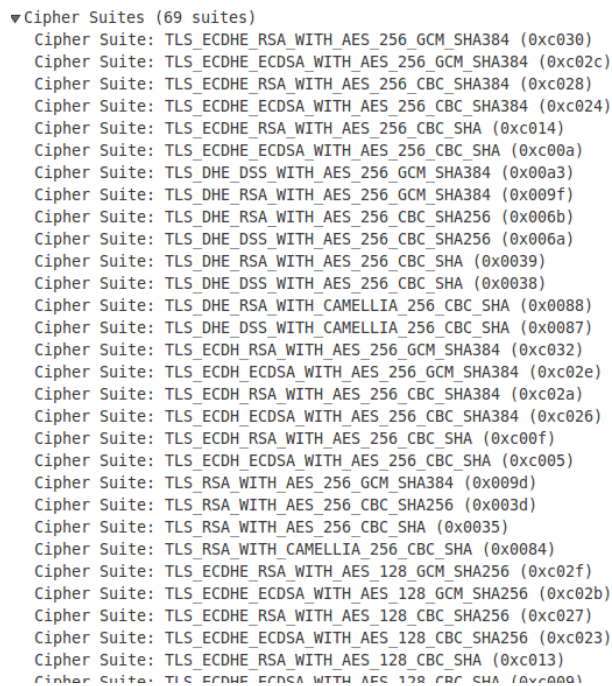 Cipher Suites (69 suites)
Cipher Suite: TLS_ECDHE_RSA_WITH_AES_256_GCM_SHA384 (0xc030)
Cipher Suite: TLS_ECDHE_ECDSA_WITH_AES_256_GCM_SHA384 (0xc02c)
Cipher Suite: TLS_ECDHE_RSA_WITH_AES_256_CBC_SHA384 (0xc028)
Cipher Suite: TLS_ECDHE_ECDSA_WITH_AES_256_CBC_SHA384 (0xc024)
Cipher Suite: TLS_ECDHE_RSA_WITH_AES_256_CBC_SHA (0xc014)
Cipher Suite: TLS_ECDHE_ECDSA_WITH_AES_256_CBC_SHA (0xc00a)
Cipher Suite: TLS_DHE_DSS_WITH_AES_256_GCM_SHA384 (0x00a3)
Cipher Suite: TLS_DHE_RSA_WITH_AES_256_GCM_SHA384 (0x009f)
Cipher Suite: TLS_DHE_RSA_WITH_AES_256_CBC_SHA256 (0x006b)
Cipher Suite: TLS_DHE_DSS_WITH_AES_256_CBC_SHA256 (0x006a)
Cipher Suite: TLS_DHE_RSA_WITH_AES_256_CBC_SHA (0x0039)
Cipher Suite: TLS_DHE_DSS_WITH_AES_256_CBC_SHA (0x0038)
Cipher Suite: TLS_DHE_RSA_WITH_CAMELLIA_256_CBC_SHA (0x0088)
Cipher Suite: TLS_DHE_DSS_WITH_CAMELLIA_256_CBC_SHA (0x0087)
Cipher Suite: TLS_ECDH_RSA_WITH_AES_256_GCM_SHA384 (0xc032)
Cipher Suite: TLS_ECDH_ECDSA_WITH_AES_256_GCM_SHA384 (0xc02e)
Cipher Suite: TLS_ECDH_RSA_WITH_AES_256_CBC_SHA384 (0xc02a)
Cipher Suite: TLS_ECDH_ECDSA_WITH_AES_256_CBC_SHA384 (0xc026)
Cipher Suite: TLS_ECDH_RSA_WITH_AES_256_CBC_SHA (0xc00f)
Cipher Suite: TLS_ECDH_ECDSA_WITH_AES_256_CBC_SHA (0xc005)
Cipher Suite: TLS_RSA_WITH_AES_256_GCM_SHA384 (0x009d)
Cipher Suite: TLS_RSA_WITH_AES_256_CBC_SHA256 (0x003d)
Cipher Suite: TLS_RSA_WITH_AES_256_CBC_SHA (0x0035)
Cipher Suite: TLS_RSA_WITH_CAMELLIA_256_CBC_SHA (0x0084)
Cipher Suite: TLS_ECDHE_RSA_WITH_AES_128_GCM_SHA256 (0xc02f)
Cipher Suite: TLS_ECDHE_ECDSA_WITH_AES_128_GCM_SHA256 (0xc02b)
Cipher Suite: TLS_ECDHE_RSA_WITH_AES_128_CBC_SHA256 (0xc027)
Cipher Suite: TLS_ECDHE_ECDSA_WITH_AES_128_CBC_SHA256 (0xc023)
Cipher Suite: TLS_ECDHE_RSA_WITH_AES_128_CBC_SHA (0xc013)
Cipher Suite: TLS_ECDHE_ECDSA_WITH_AES_128_CBC_SHA (0xc009)